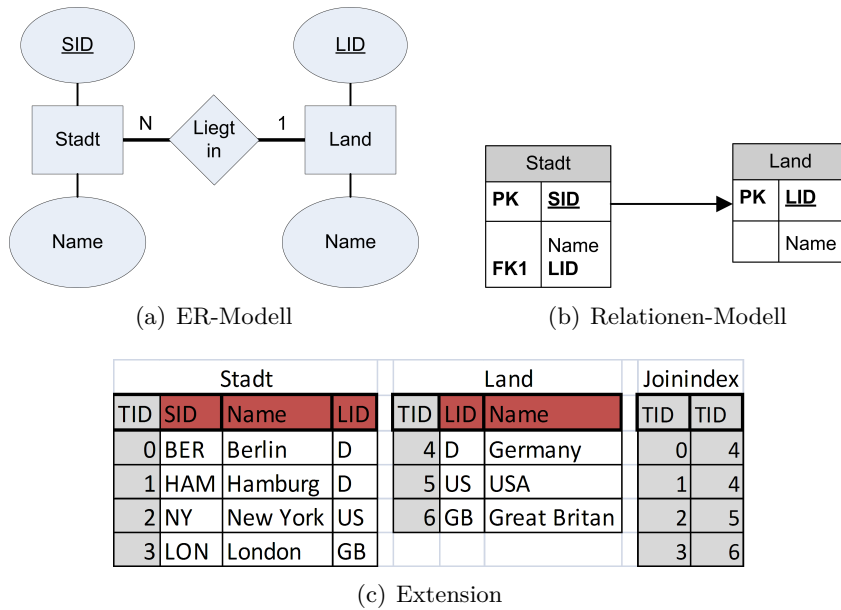 SID
LID
Stadt
N
Liegt
in
1
Land
Name
Name
(a) ER-Modell
Stadt
PK SID
Name
FK1 LID
Land
PK LID
Name
(b) Relationen-Modell
Stadt Land Joinindex
TID SID Name LID TID LID Name TID TID
0 BER Berlin D 4 D Germany 0 4
1 HAM Hamburg D 5 US USA 1 4
2 NY New York US 6 GB Great Britan 2 5
3 LON London GB 3 6
(c) Extension